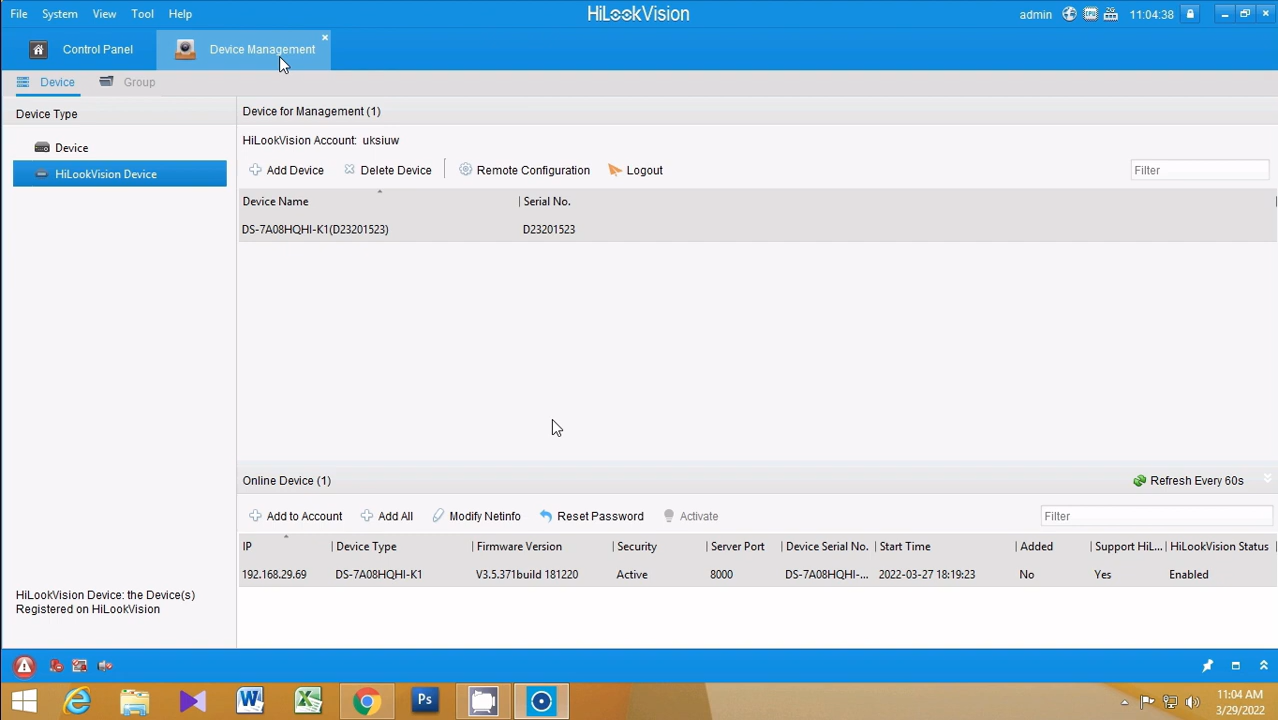 File System View Tool Help
HiLookVision
admin 2G 11:04:38
Control Panel
Device Management
Device Group
Device Type
Device
HiLookVision Device
HiLookVision Device: the Device(s)
Registered on HiLookVision
Device for Management (1)
HiLookVision Account: uksiuw
Add Device Delete Device Remote Configuration Logout Filter
Device Name Serial No.
DS-7A08HQHI-K1(D23201523) D23201523
Online Device (1) Refresh Every 60s
Add to Account Add All Modify Netinfo Reset Password Activate Filter
IP Device Type Firmware Version Security Server Port Device Serial No. Start Time Added Support HiL... HiLookVision Status
192.168.29.69 DS-7A08HQHI-K1 V3.5.371build 181220 Active 8000 DS-7A08HQHI-... 2022-03-27 18:19:23 No Yes Enabled
Ps
11:04 AM
3/29/2022